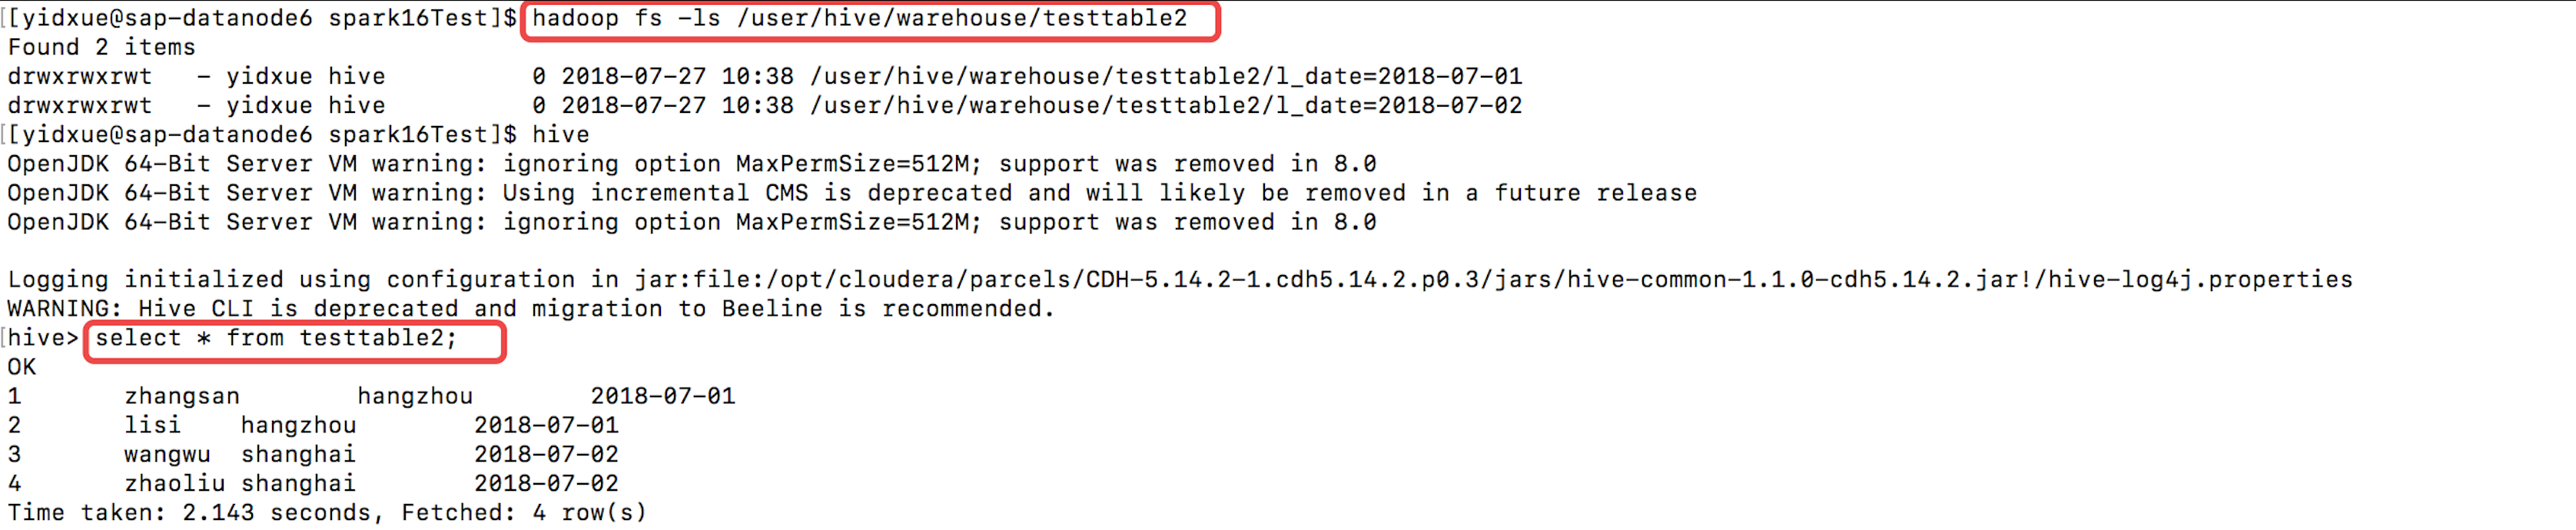 [[yidxue@sap-datanode6 spark16Test]$ hadoop fs -ls /user/hive/warehouse/testtable2
Found 2 items
drwxrwxrwt   - yidxue hive          0 2018-07-27 10:38 /user/hive/warehouse/testtable2/l_date=2018-07-01
drwxrwxrwt   - yidxue hive          0 2018-07-27 10:38 /user/hive/warehouse/testtable2/l_date=2018-07-02
[[yidxue@sap-datanode6 spark16Test]$ hive
OpenJDK 64-Bit Server VM warning: ignoring option MaxPermSize=512M; support was removed in 8.0
OpenJDK 64-Bit Server VM warning: Using incremental CMS is deprecated and will likely be removed in a future release
OpenJDK 64-Bit Server VM warning: ignoring option MaxPermSize=512M; support was removed in 8.0
Logging initialized using configuration in jar:file:/opt/cloudera/parcels/CDH-5.14.2-1.cdh5.14.2.p0.3/jars/hive-common-1.1.0-cdh5.14.2.jar!/hive-log4j.properties
WARNING: Hive CLI is deprecated and migration to Beeline is recommended.
[hive> select * from testtable2;
OK
1       zhangsan        hangzhou        2018-07-01
2       lisi    hangzhou        2018-07-01
3       wangwu  shanghai        2018-07-02
4       zhaoliu shanghai        2018-07-02
Time taken: 2.143 seconds, Fetched: 4 row(s)